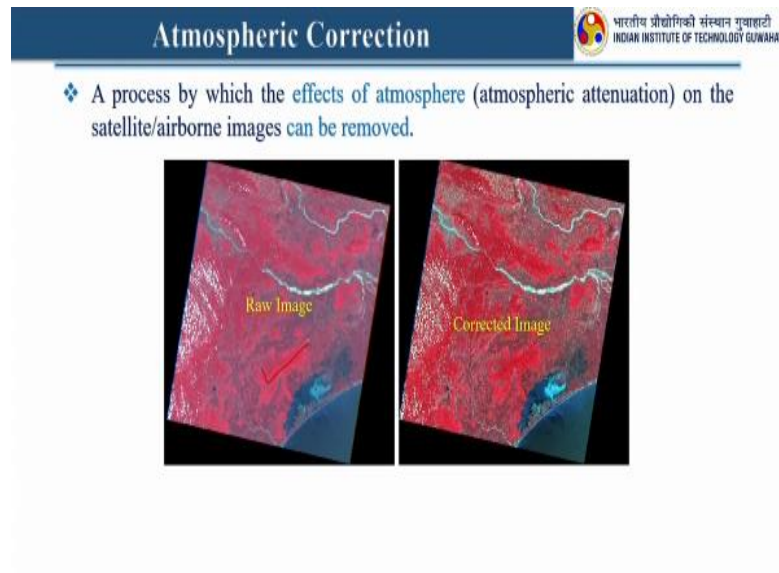 Atmospheric Correction
भारतीय प्रौद्योगिकी संस्थान गुवाहाटी
INDIAN INSTITUTE OF TECHNOLOGY GUWAHA
❖ A process by which the effects of atmosphere (atmospheric attenuation) on the
satellite/airborne images can be removed.
Raw Image
Corrected Image